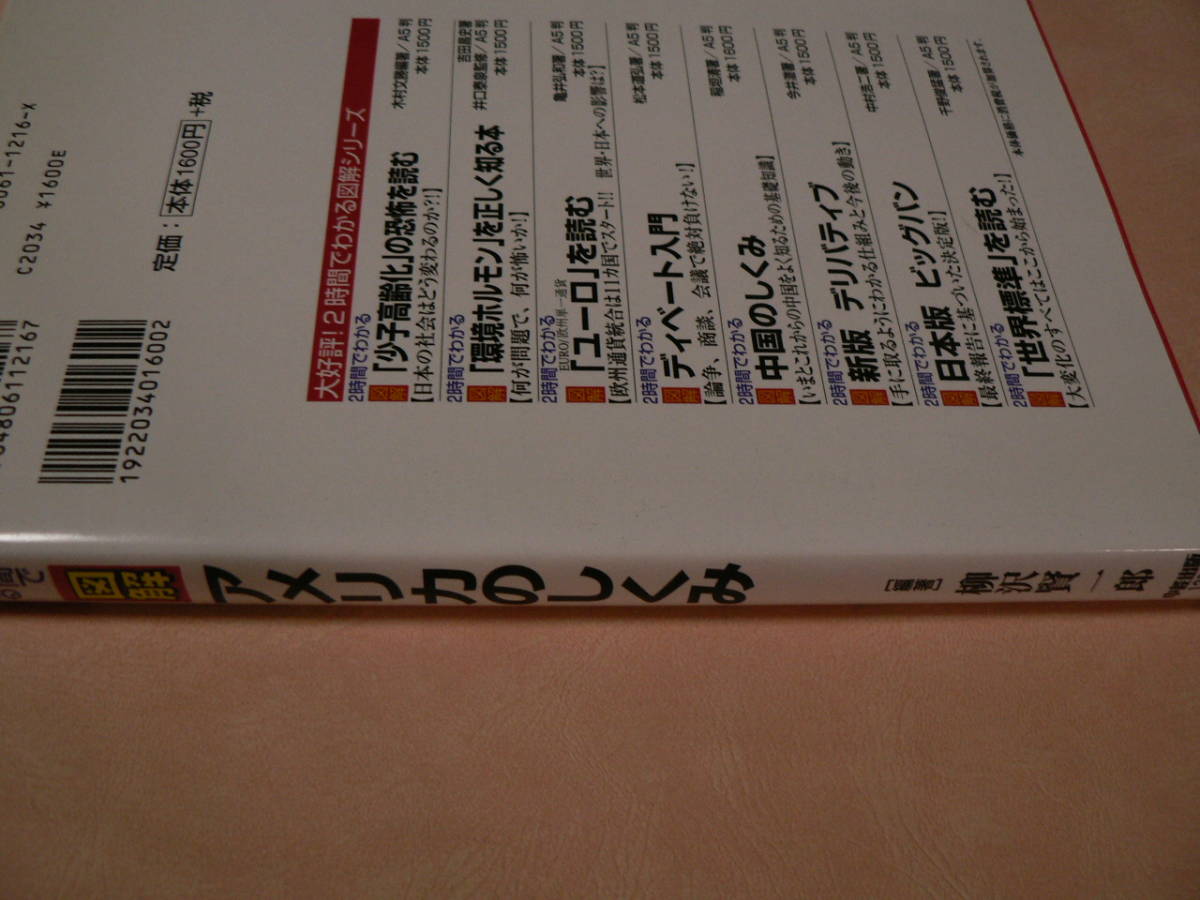 0061-1216-X
C2034 ¥1600E
定価：本体1600円+税
1922034016002
大好評!2時間でわかる図解シリーズ
2時間でわかる
図解「少子高齢化」の恐怖を読む
木村文勝編著/A5判
本体1500円
【日本の社会はどう変わるのか?!】
2時間でわかる
図解「環境ホルモン」を正しく知る本
吉田昌史著
井口泰泉監修/A5判
本体1500円
【何が問題で、何が怖いか!】
2時間でわかる
EURO/欧州単一通貨
図解「ユーロ」を読む
亀井弘和著/A5判
本体1500円
【欧州通貨統合は11カ国でスタート!! 世界・日本への影響は?】
2時間でわかる
図解 ディベート入門
松本道弘著/A5判
本体1500円
【論争、商談、会議で絶対負けない!】
2時間でわかる
図解 中国のしくみ
稲垣清著/A5判
本体1600円
【いまとこれからの中国をよく知るための基礎知識】
2時間でわかる
図解 新版 デリバティブ
今井澂著/A5判
本体1500円
【手に取るようにわかる仕組みと今後の動き】
2時間でわかる
図解 日本版 ビッグバン
中村浩二著/A5判
本体1500円
【最終報告に基づいた決定版!】
2時間でわかる
図解「世界標準」を読む
本体1500円
【大変化のすべてはここから始まった!】
本体価格に消費税が加算されます。
図解 アメリカのしくみ
[編著] 柳沢賢一郎